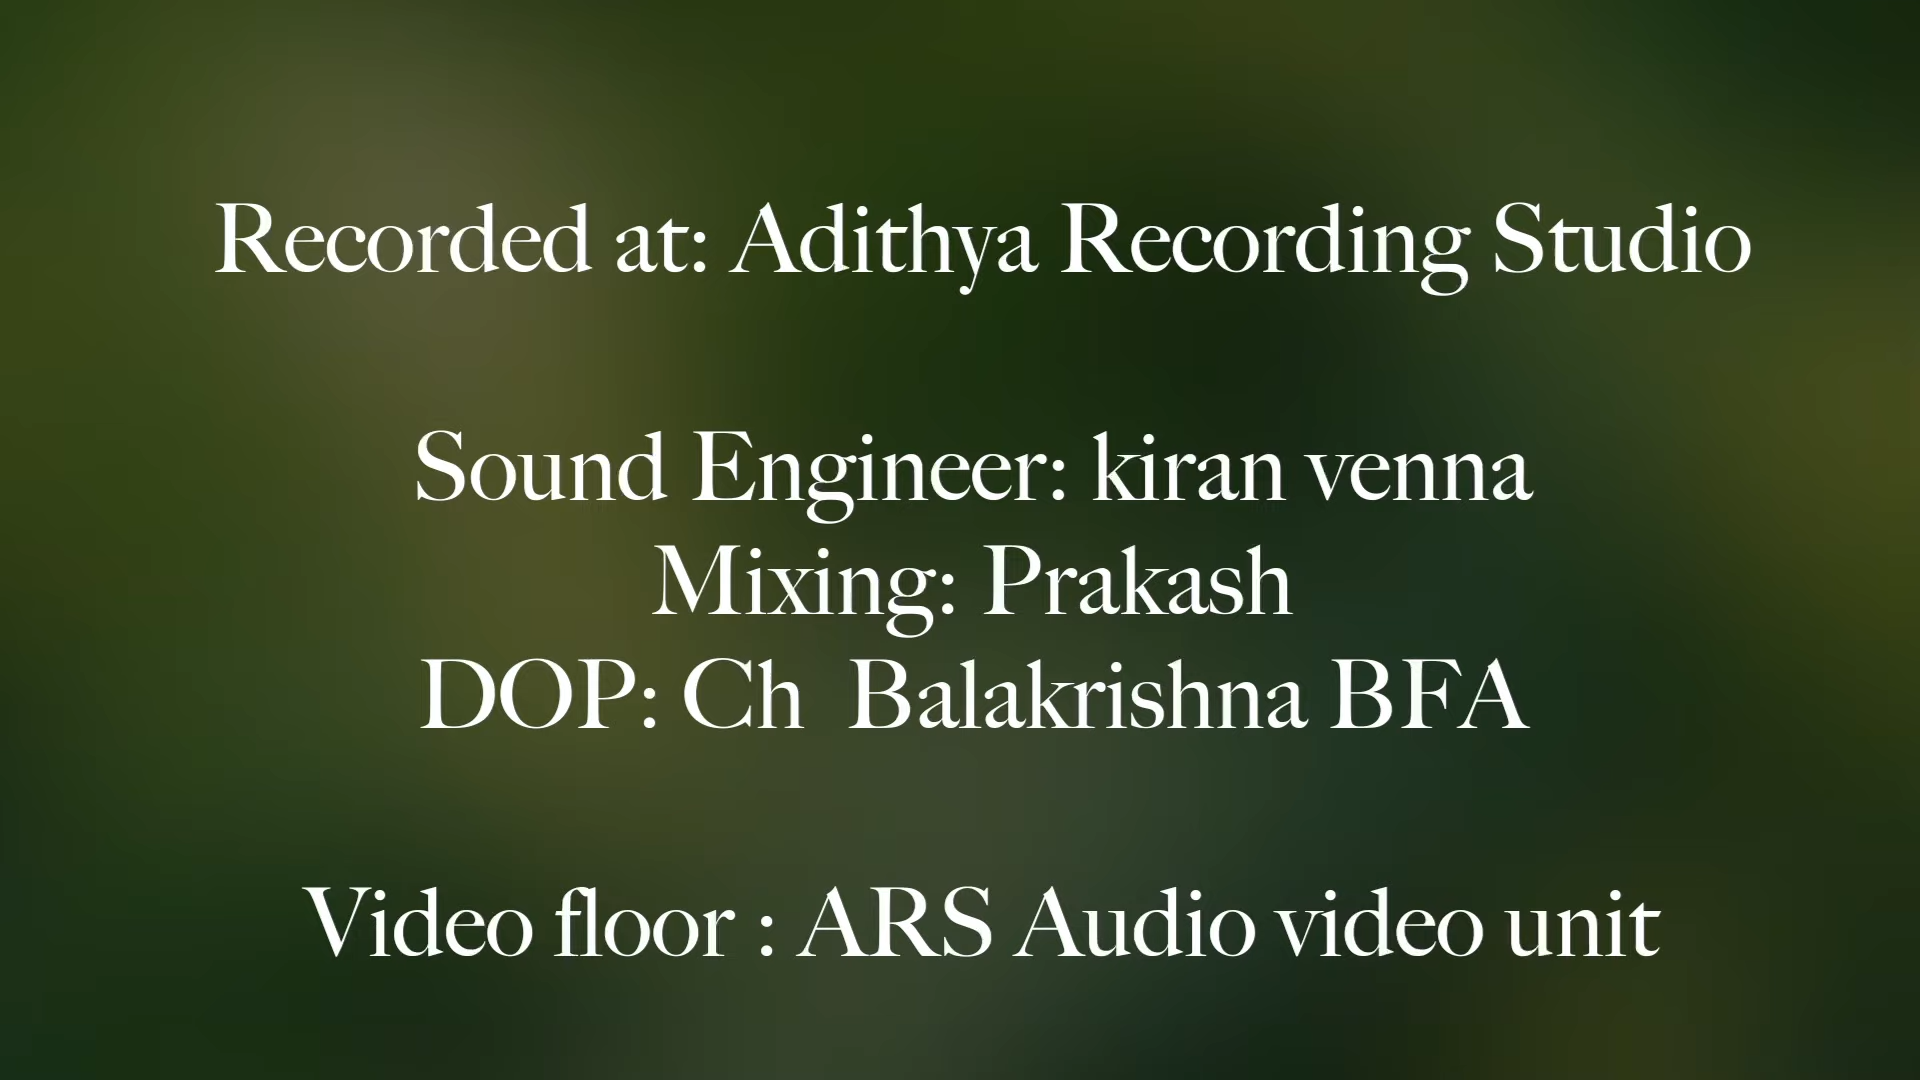 Recorded at: Adithya Recording Studio
Sound Engineer: kiran venna
Mixing: Prakash
DOP: Ch  Balakrishna BFA
Video floor : ARS Audio video unit